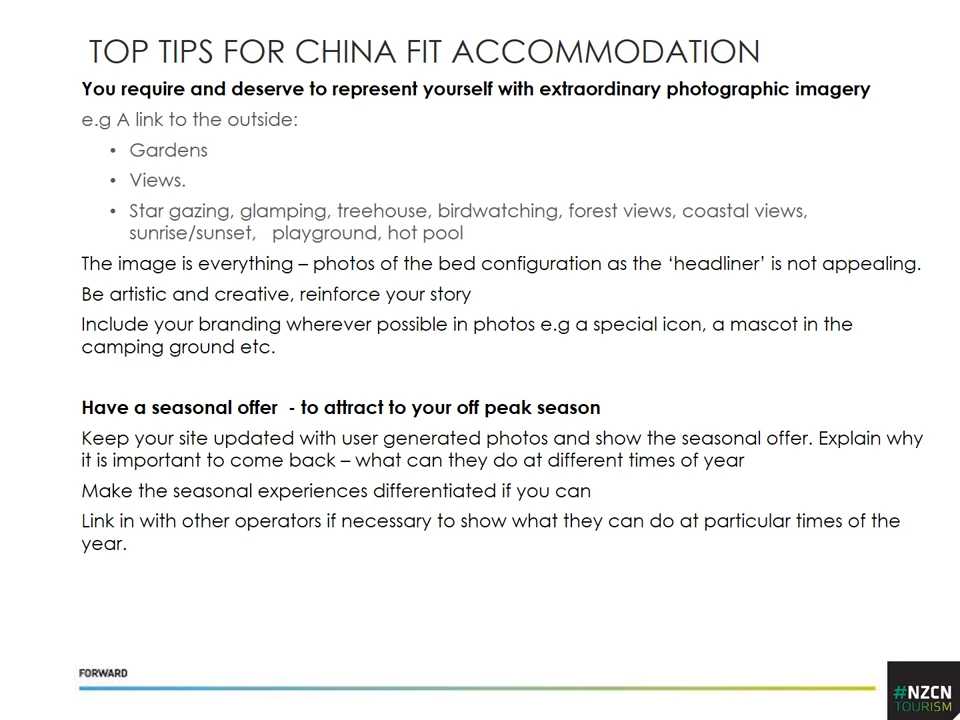 TOP TIPS FOR CHINA FIT ACCOMMODATION
You require and deserve to represent yourself with extraordinary photographic imagery
e.g A link to the outside:
• Gardens
• Views.
• Star gazing, glamping, treehouse, birdwatching, forest views, coastal views,
sunrise/sunset, playground, hot pool
The image is everything – photos of the bed configuration as the ‘headliner’ is not appealing.
Be artistic and creative, reinforce your story
Include your branding wherever possible in photos e.g a special icon, a mascot in the
camping ground etc.
Have a seasonal offer - to attract to your off peak season
Keep your site updated with user generated photos and show the seasonal offer. Explain why
it is important to come back – what can they do at different times of year
Make the seasonal experiences differentiated if you can
Link in with other operators if necessary to show what they can do at particular times of the
year.
FORWARD
#NZCN
TOURISM